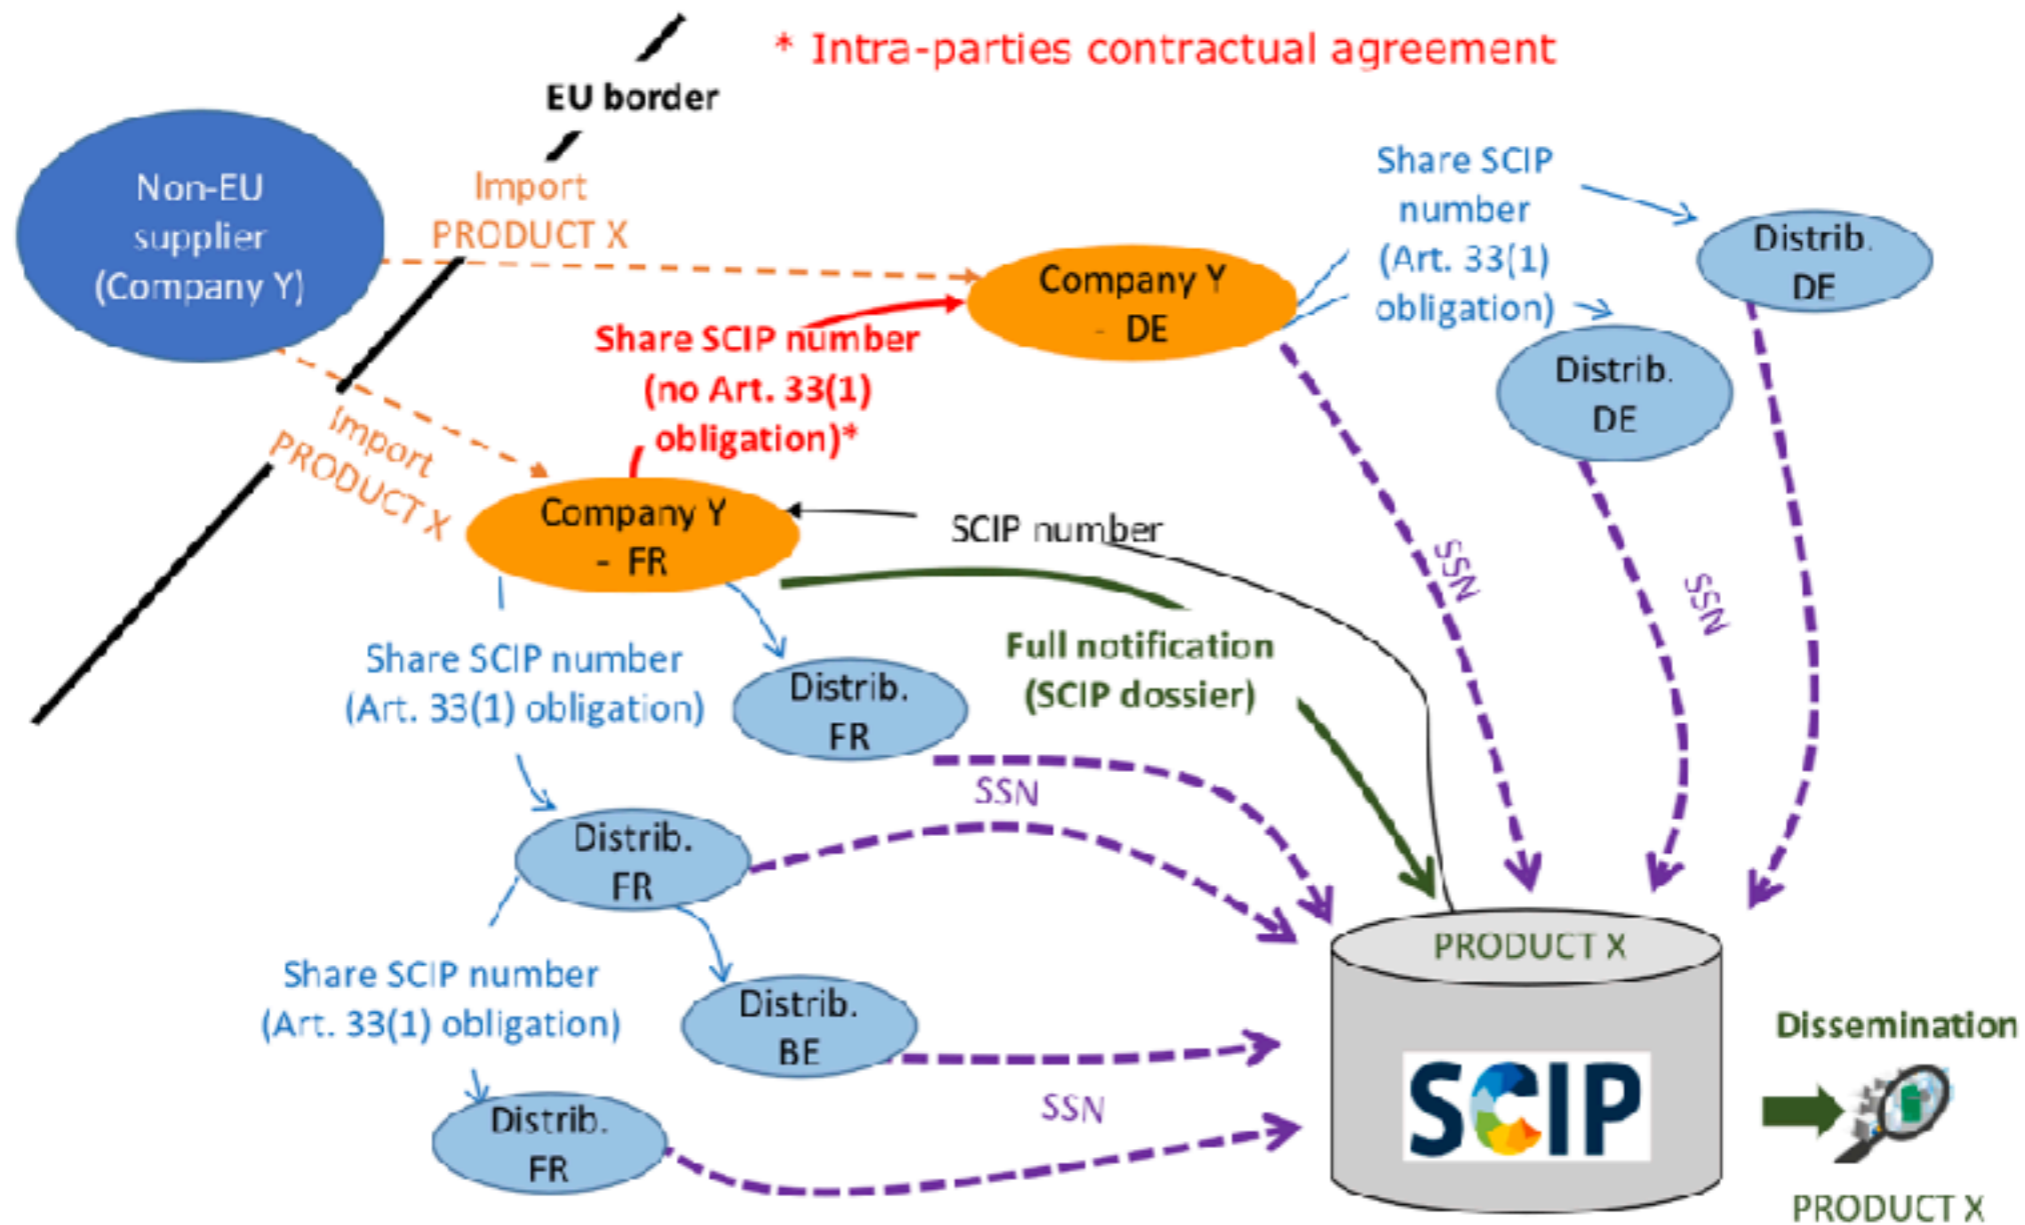 * Intra-parties contractual agreement
EU border
Non-EU
supplier
(Company Y)
Import
PRODUCT X
Import
PRODUCT X
Company Y
- DE
Share SCIP
number
(Art. 33(1)
obligation)
Distrib.
DE
Distrib.
DE
Share SCIP number
(no Art. 33(1)
obligation)*
Company Y
- FR
SCIP number
SSN
SSN
Share SCIP number
(Art. 33(1) obligation)
Distrib.
FR
Full notification
(SCIP dossier)
SSN
Distrib.
FR
Share SCIP number
(Art. 33(1) obligation)
Distrib.
BE
SSN
Distrib.
FR
PRODUCT X
SCIP
Dissemination
PRODUCT X